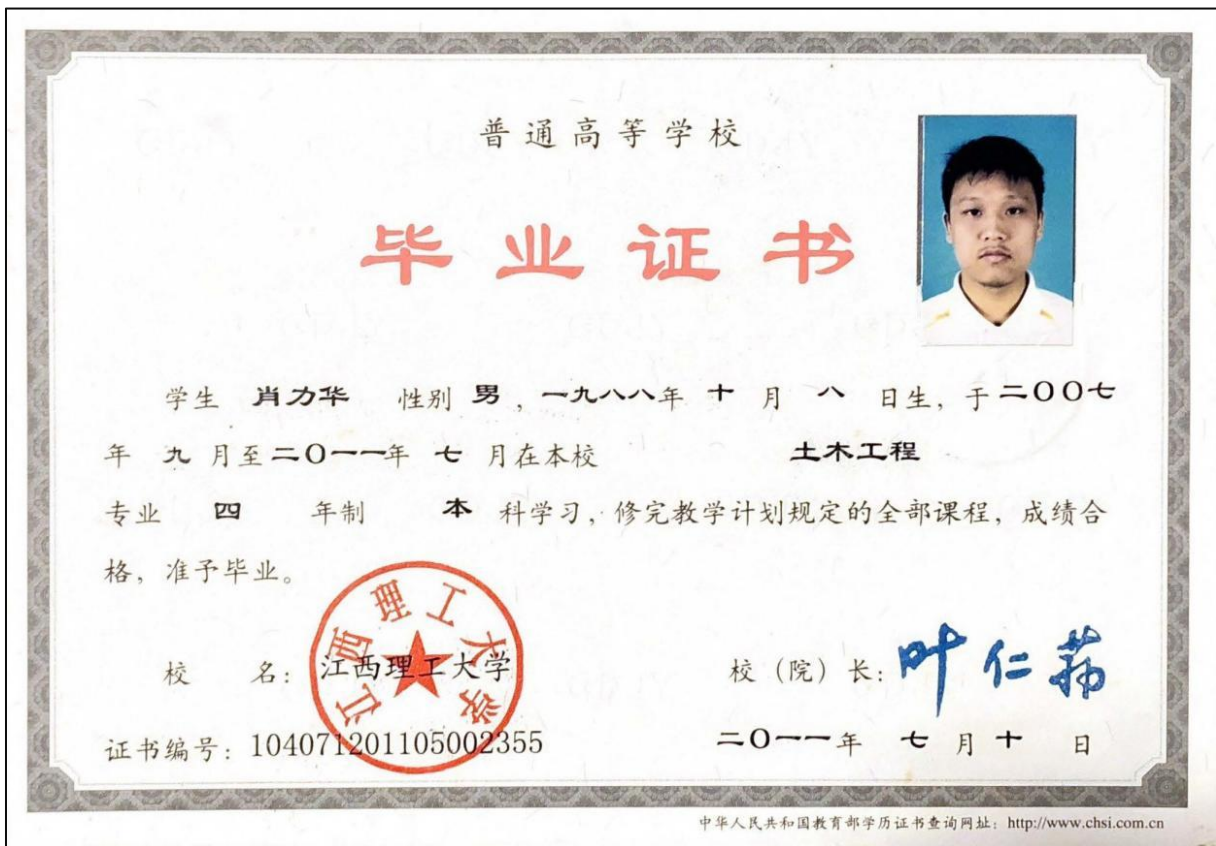 普通高等学校
毕业证书
学生 肖力华 性别 男，一九八八年 十 月 八 日生，于二〇〇七
年 九 月至二〇一一年 七 月在本校 土木工程
专业 四 年制 本 科学习，修完教学计划规定的全部课程，成绩合
格，准予毕业。
江西理工大学
校 名：江西理工大学
校（院）长：叶仁荪
证书编号：104071201105002355
二〇一一年 七 月 十 日
中华人民共和国教育部学历证书查询网址：http://www.chsi.com.cn